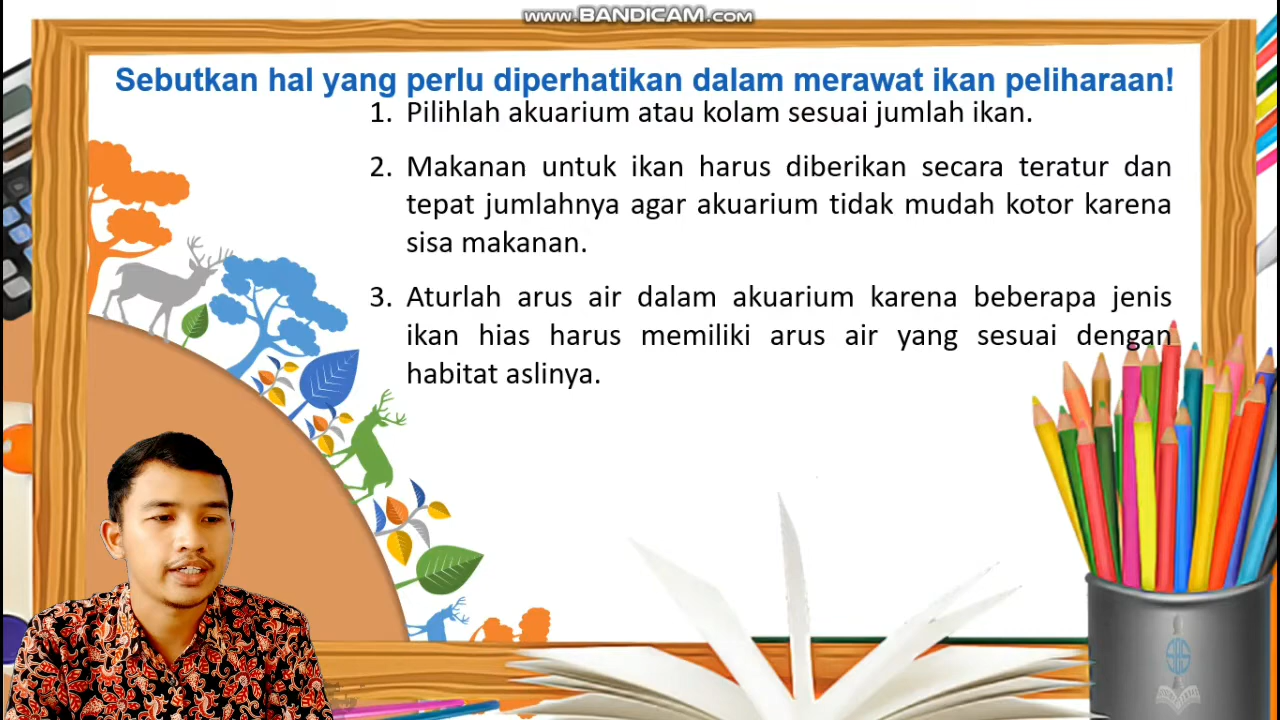 www.BANDICAM.com
Sebutkan hal yang perlu diperhatikan dalam merawat ikan peliharaan!
1. Pilihlah akuarium atau kolam sesuai jumlah ikan.
2. Makanan untuk ikan harus diberikan secara teratur dan
tepat jumlahnya agar akuarium tidak mudah kotor karena
sisa makanan.
3. Aturlah arus air dalam akuarium karena beberapa jenis
ikan hias harus memiliki arus air yang sesuai dengan
habitat aslinya.